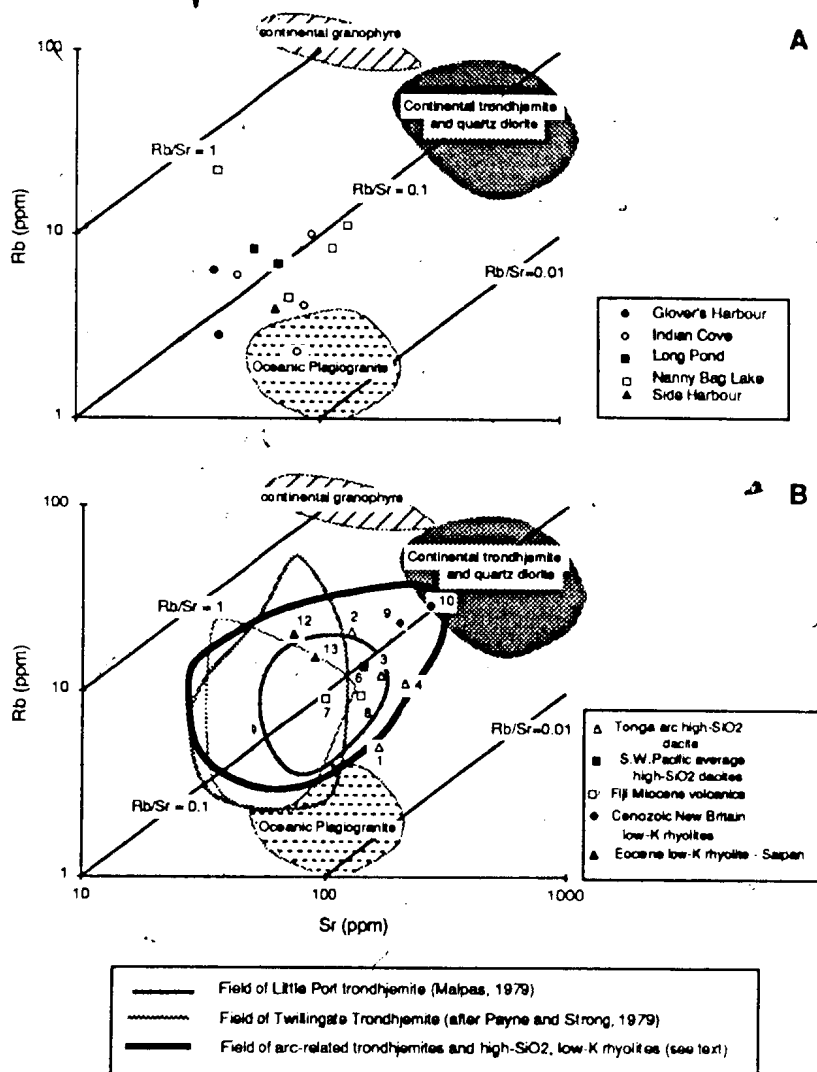 A
continental granophyre
100
Continental trondhjemite
and quartz diorite
Rb/Sr = 1
Rb/Sr = 0.1
10
Rb (ppm)
Rb/Sr=0.01
Oceanic Plagiogranite
1
Glover's Harbour
Indian Cove
Long Pond
Nanny Bag Lake
Side Harbour
B
100
continental granophyre
Continental trondhjemite
and quartz diorite
10
9
Rb/Sr = 1
12
2
13
3
6
4
10
Rb (ppm)
7
8
Rb/Sr=0.01
1
Rb/Sr = 0.1
Oceanic Plagiogranite
1
10
100
1000
Sr (ppm)
Tonga arc high-SiO2
dacite
S.W.Pacific average
high-SiO2 dacites
Fiji Miocene volcanics
Cenozoic New Britain
low-K rhyolites
Eocene low-K rhyolite - Saipan
Field of Little Port trondhjemite (Malpas, 1979)
Field of Twillingate Trondhjemite (after Payne and Strong, 1979)
Field of arc-related trondhjemites and high-SiO2, low-K rhyolites (see text)